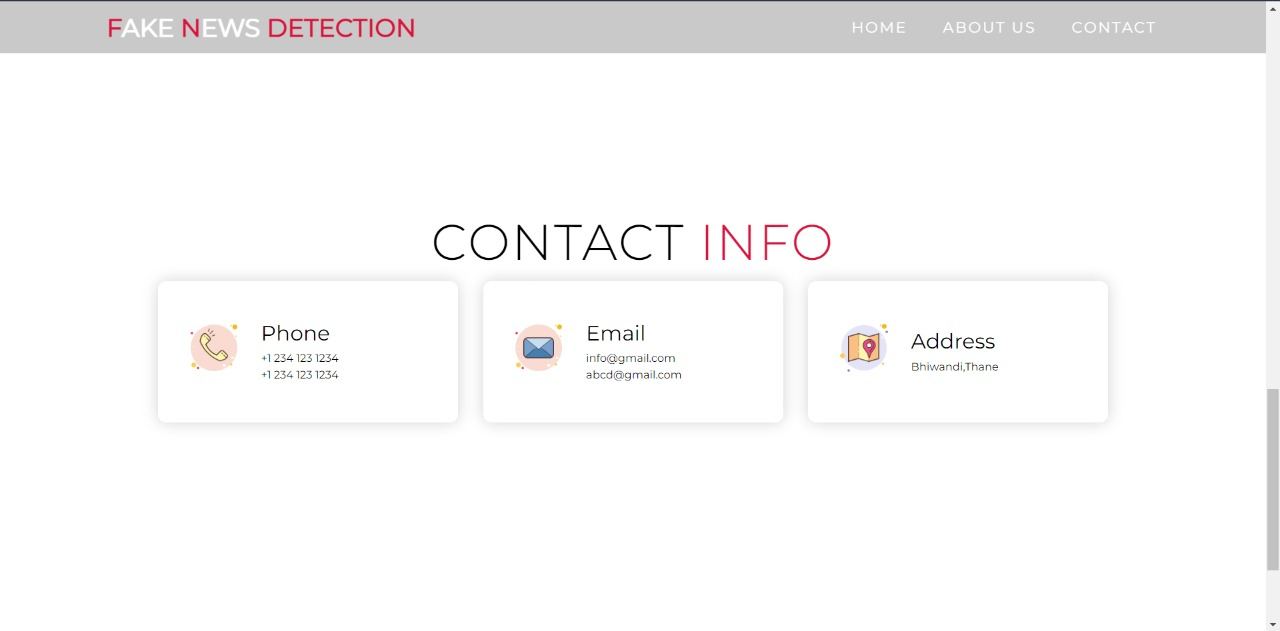 FAKE NEWS DETECTION
HOME ABOUT US CONTACT
CONTACT INFO
Phone
+1 234 123 1234
+1 234 123 1234
Email
info@gmail.com
abcd@gmail.com
Address
Bhiwandi,Thane